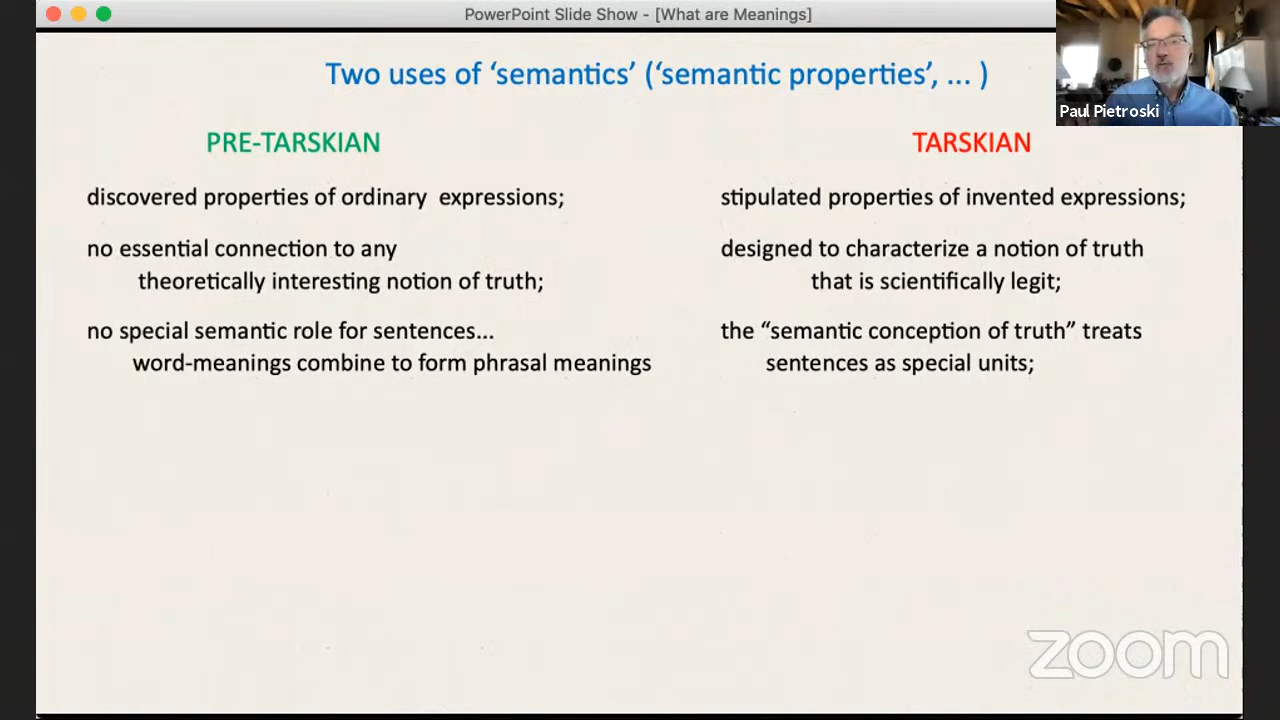 PowerPoint Slide Show - [What are Meanings]
Two uses of ‘semantics’ (‘semantic properties’, ... )
Paul Pietroski
PRE-TARSKIAN
discovered properties of ordinary expressions;
no essential connection to any
theoretically interesting notion of truth;
no special semantic role for sentences...
word-meanings combine to form phrasal meanings
TARSKIAN
stipulated properties of invented expressions;
designed to characterize a notion of truth
that is scientifically legit;
the “semantic conception of truth” treats
sentences as special units;
zoom